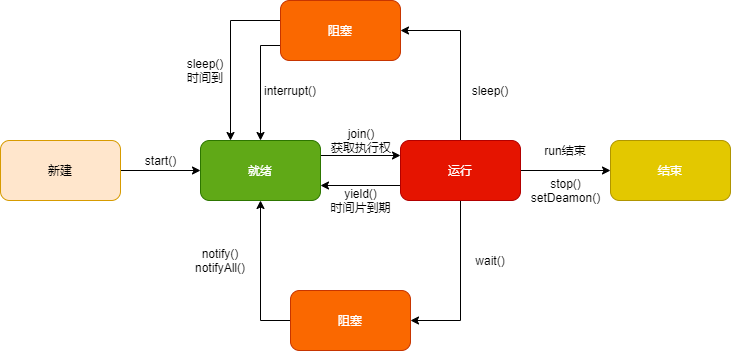 阻塞
sleep()
时间到
interrupt()
sleep()
join()
获取执行权
新建
start()
就绪
运行
run结束
结束
stop()
setDeamon()
yield()
时间片到期
notify()
notifyAll()
wait()
阻塞